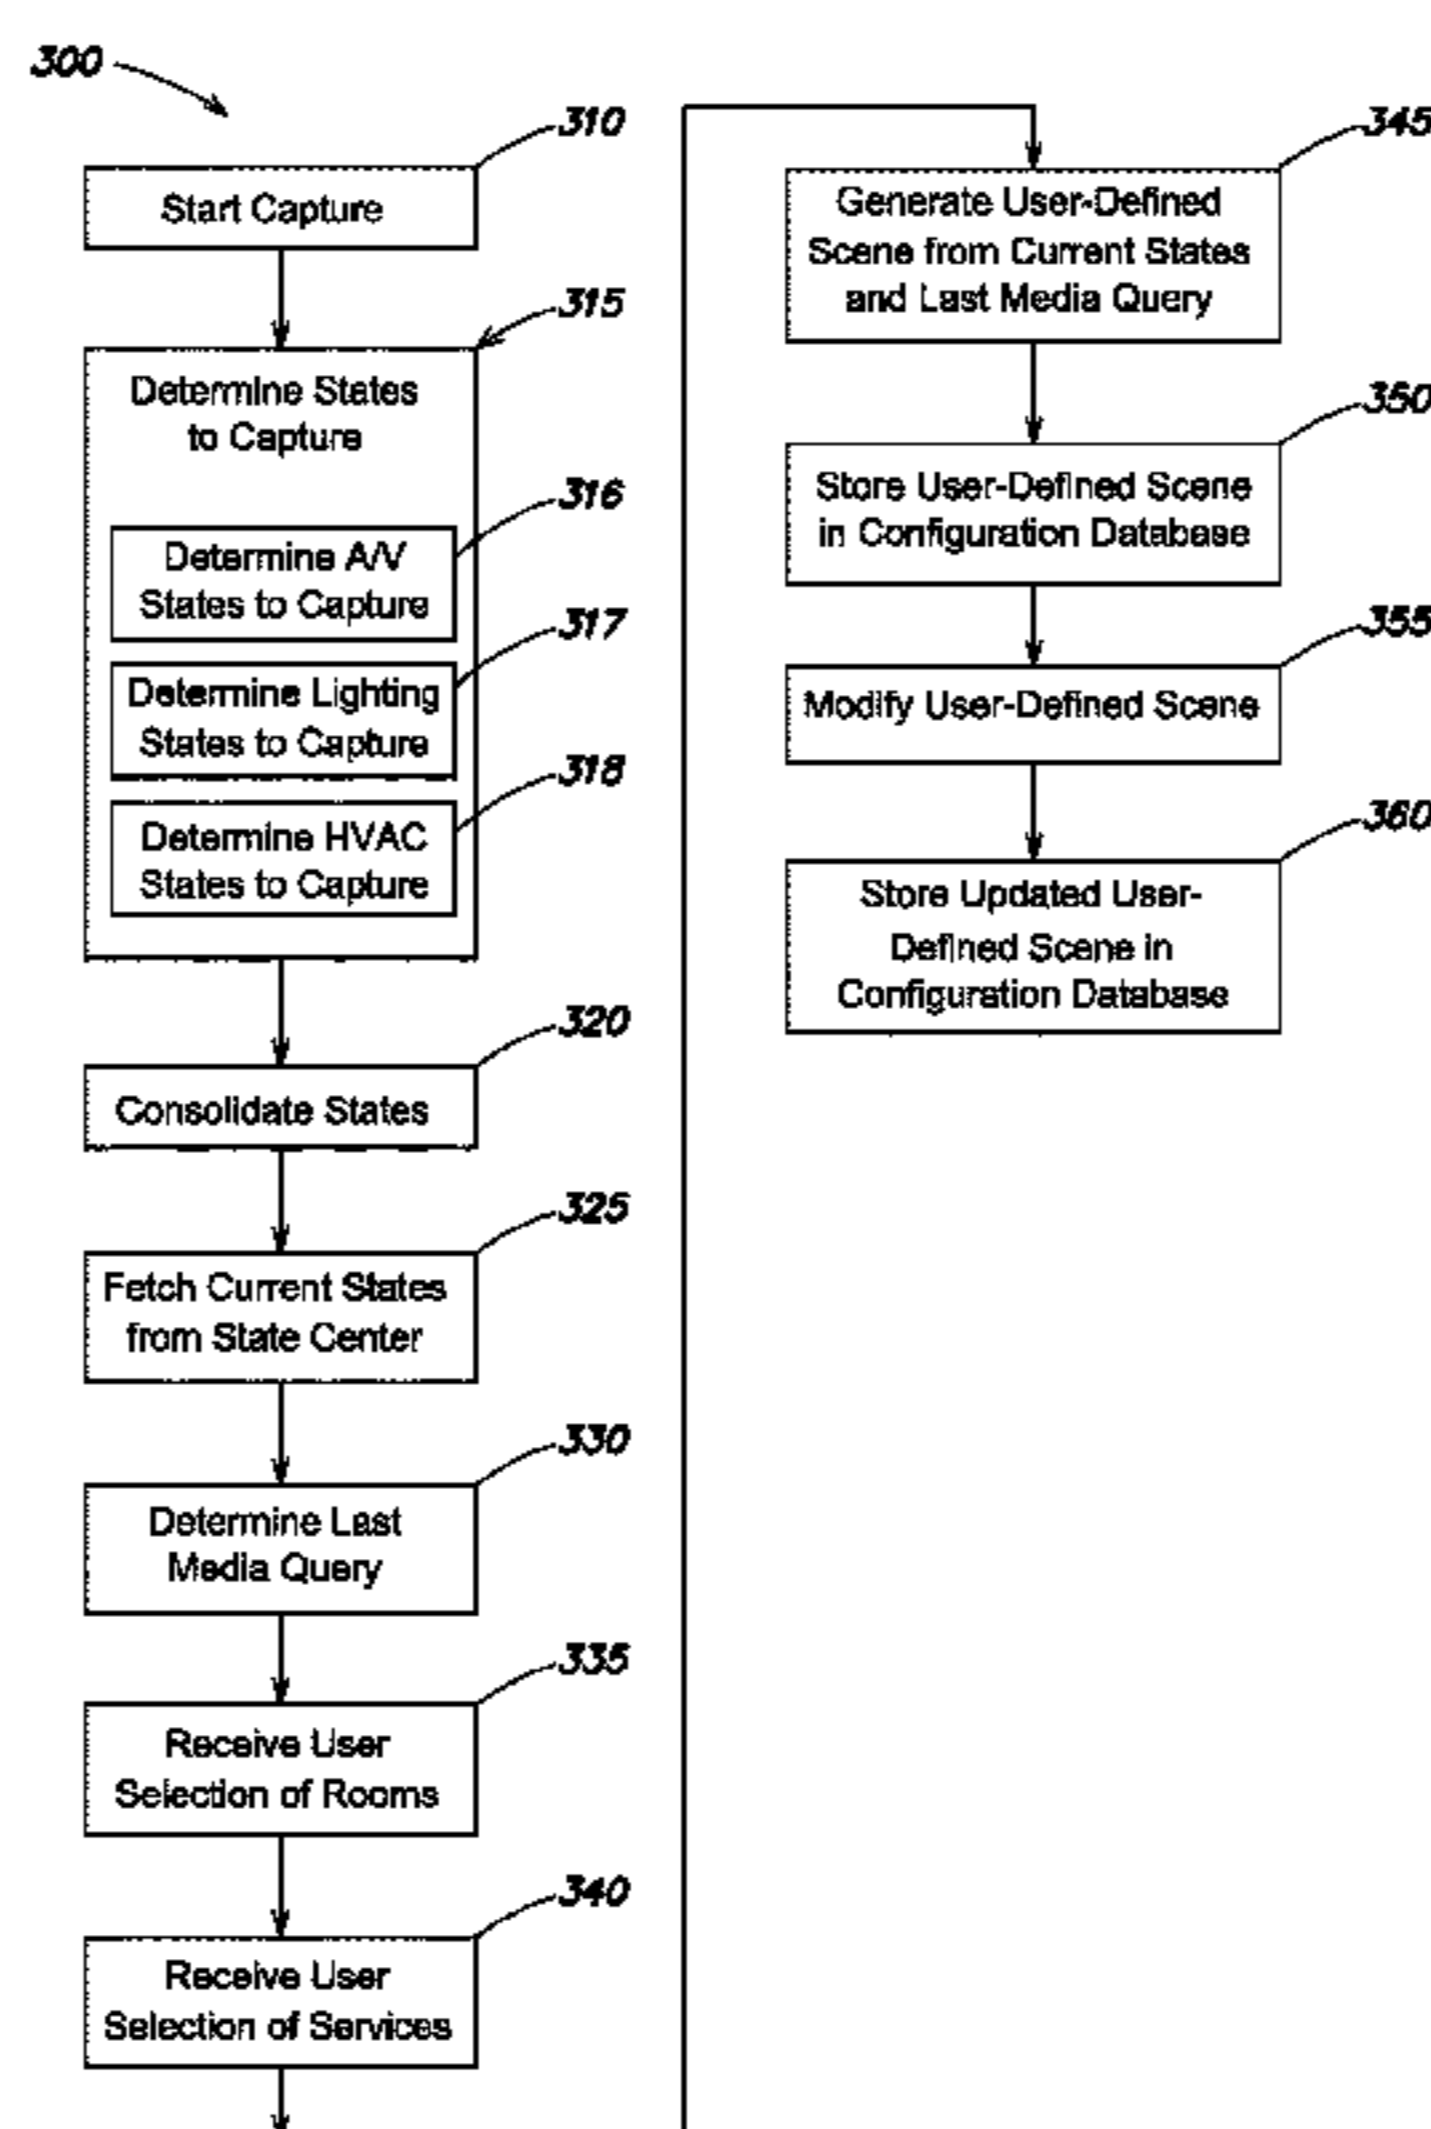 300
310
Start Capture
315
Determine States
to Capture
316
Determine A/V
States to Capture
317
Determine Lighting
States to Capture
318
Determine HVAC
States to Capture
320
Consolidate States
325
Fetch Current States
from State Center
330
Determine Last
Media Query
335
Receive User
Selection of Rooms
340
Receive User
Selection of Services
345
Generate User-Defined
Scene from Current States
and Last Media Query
350
Store User-Defined Scene
in Configuration Database
355
Modify User-Defined Scene
360
Store Updated User-
Defined Scene in
Configuration Database